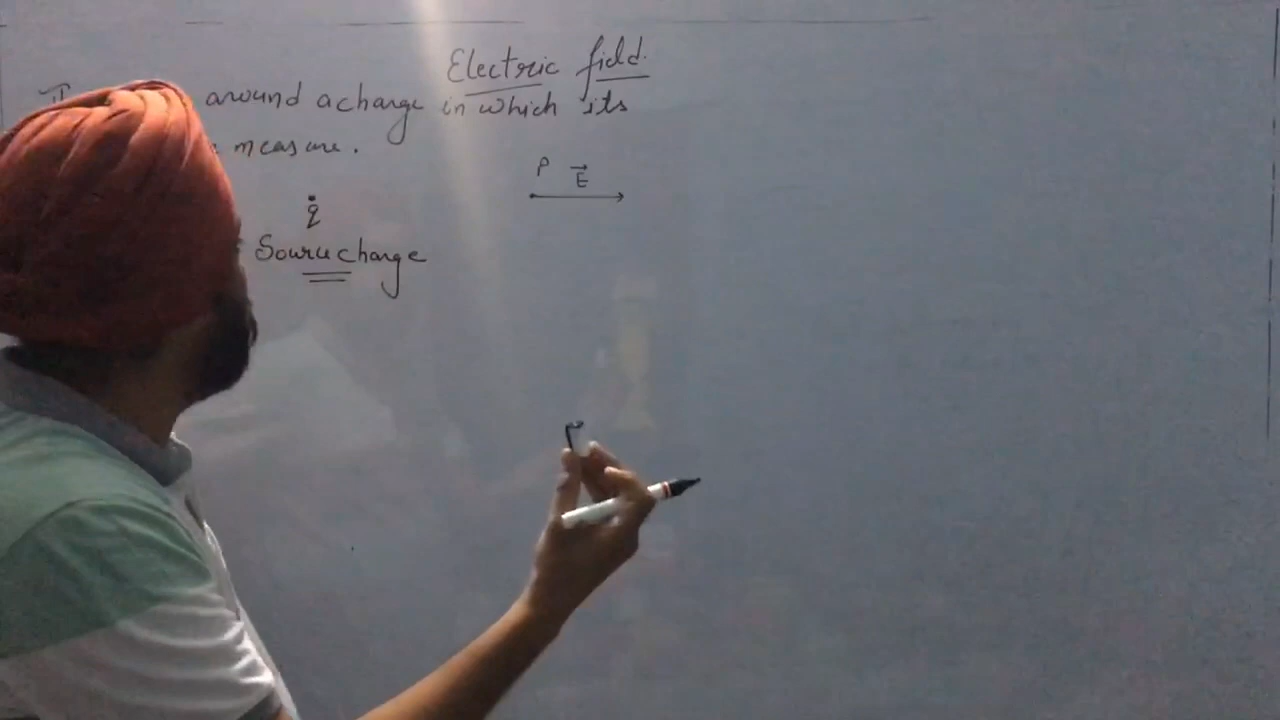 Electric field.
around a charge in which its
measure.
P E
q
Source charge